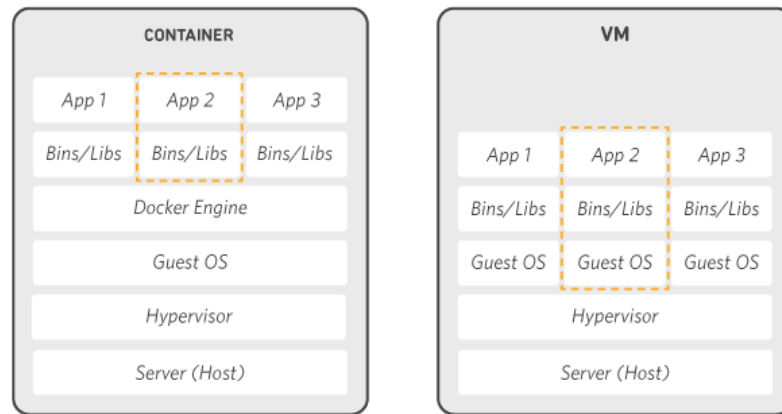 CONTAINER
App 1 App 2 App 3
Bins/Libs Bins/Libs Bins/Libs
Docker Engine
Guest OS
Hypervisor
Server (Host)
VM
App 1 App 2 App 3
Bins/Libs Bins/Libs Bins/Libs
Guest OS Guest OS Guest OS
Hypervisor
Server (Host)